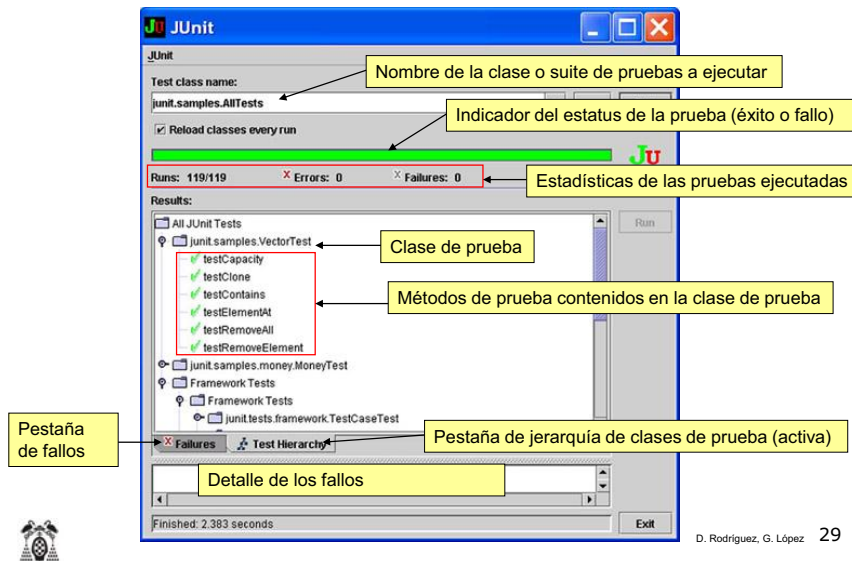 JU JUnit
JUnit
Test class name:
Nombre de la clase o suite de pruebas a ejecutar
junit.samples.AllTests
Indicador del estatus de la prueba (éxito o fallo)
Reload classes every run
JU
Runs: 119/119
X Errors: 0
X Failures: 0
Estadísticas de las pruebas ejecutadas
Results:
All JUnit Tests
Run
junit.samples.VectorTest
Clase de prueba
testCapacity
testClone
testContains
Métodos de prueba contenidos en la clase de prueba
testElementAt
testRemoveAll
testRemoveElement
junit.samples.money.MoneyTest
Framework Tests
Framework Tests
junit.tests.framework.TestCaseTest
Pestaña
de fallos
X Failures
Test Hierarchy
Pestaña de jerarquía de clases de prueba (activa)
Detalle de los fallos
Finished: 2.383 seconds
Exit
D. Rodríguez, G. López 29